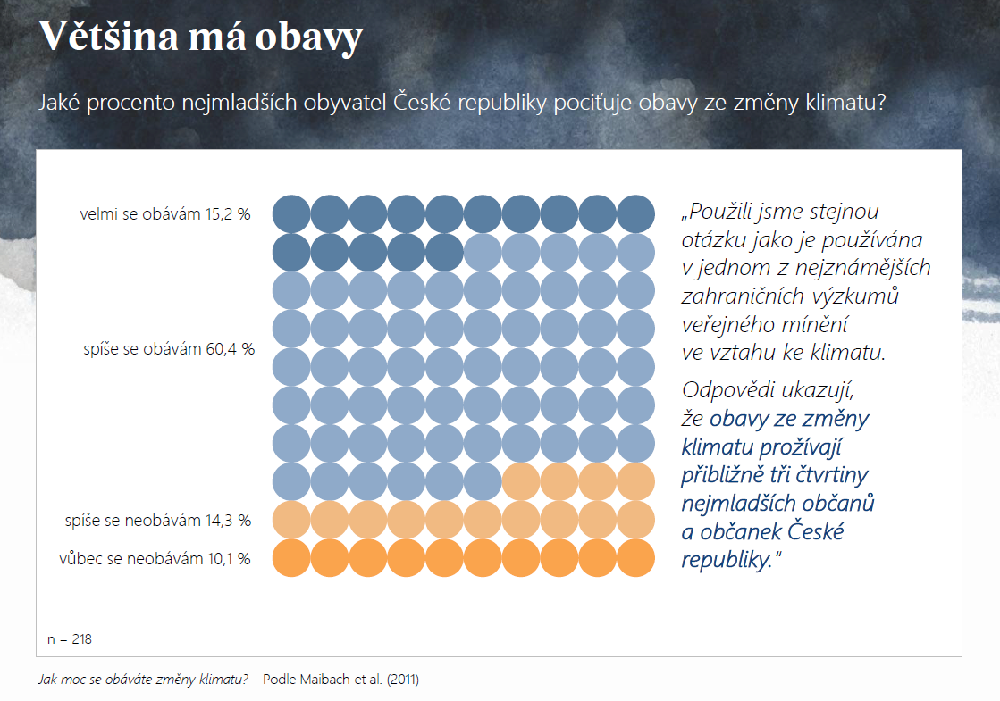 Většina má obavy
Jaké procento nejmladších obyvatel České republiky pociťuje obavy ze změny klimatu?
velmi se obávám 15,2 %
spíše se obávám 60,4 %
spíše se neobávám 14,3 %
vůbec se neobávám 10,1 %
„Použili jsme stejnou
otázku jako je používána
v jednom z nejznámějších
zahraničních výzkumů
veřejného mínění
ve vztahu ke klimatu.
Odpovědi ukazují,
že obavy ze změny
klimatu prožívají
přibližně tři čtvrtiny
nejmladších občanů
a občanek České
republiky.“
n = 218
Jak moc se obáváte změny klimatu? – Podle Maibach et al. (2011)